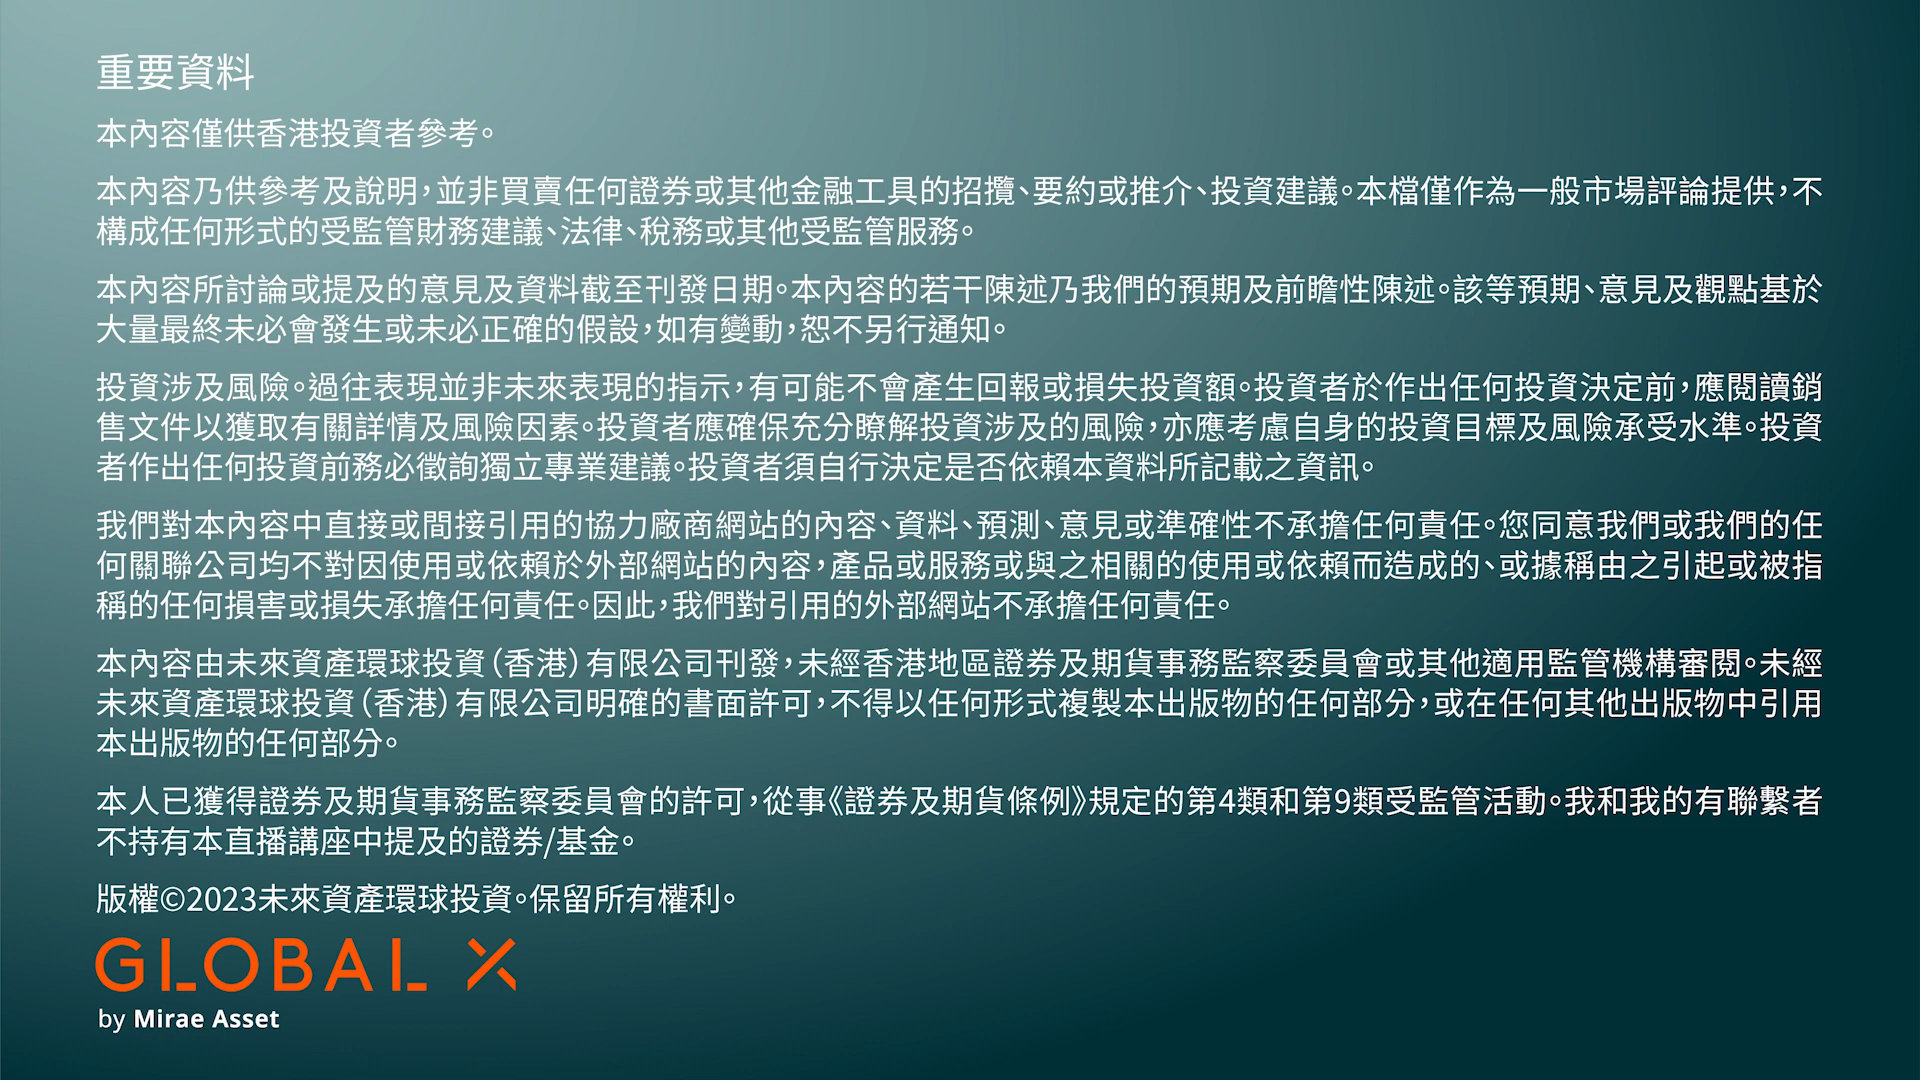 重要資料
本內容僅供香港投資者參考。
本內容乃供參考及說明，並非買賣任何證券或其他金融工具的招攬、要約或推介、投資建議。本檔僅作為一般市場評論提供，不
構成任何形式的受監管財務建議、法律、稅務或其他受監管服務。
本內容所討論或提及的意見及資料截至刊發日期。本內容的若干陳述乃我們的預期及前瞻性陳述。該等預期、意見及觀點基於
大量最終未必會發生或未必正確的假設，如有變動，恕不另行通知。
投資涉及風險。過往表現並非未來表現的指示，有可能不會產生回報或損失投資額。投資者於作出任何投資決定前，應閱讀銷
售文件以獲取有關詳情及風險因素。投資者應確保充分瞭解投資涉及的風險，亦應考慮自身的投資目標及風險承受水準。投資
者作出任何投資前務必徵詢獨立專業建議。投資者須自行決定是否依賴本資料所記載之資訊。
我們對本內容中直接或間接引用的協力廠商網站的內容、資料、預測、意見或準確性不承擔任何責任。您同意我們或我們的任
何關聯公司均不對因使用或依賴於外部網站的內容，產品或服務或與之相關的使用或依賴而造成的、或據稱由之引起或被指
稱的任何損害或損失承擔任何責任。因此，我們對引用的外部網站不承擔任何責任。
本內容由未來資產環球投資（香港）有限公司刊發，未經香港地區證券及期貨事務監察委員會或其他適用監管機構審閱。未經
未來資產環球投資（香港）有限公司明確的書面許可，不得以任何形式複製本出版物的任何部分，或在任何其他出版物中引用
本出版物的任何部分。
本人已獲得證券及期貨事務監察委員會的許可，從事《證券及期貨條例》規定的第4類和第9類受監管活動。我和我的有聯繫者
不持有本直播講座中提及的證券/基金。
版權©2023未來資產環球投資。保留所有權利。
GLOBAL X
by Mirae Asset